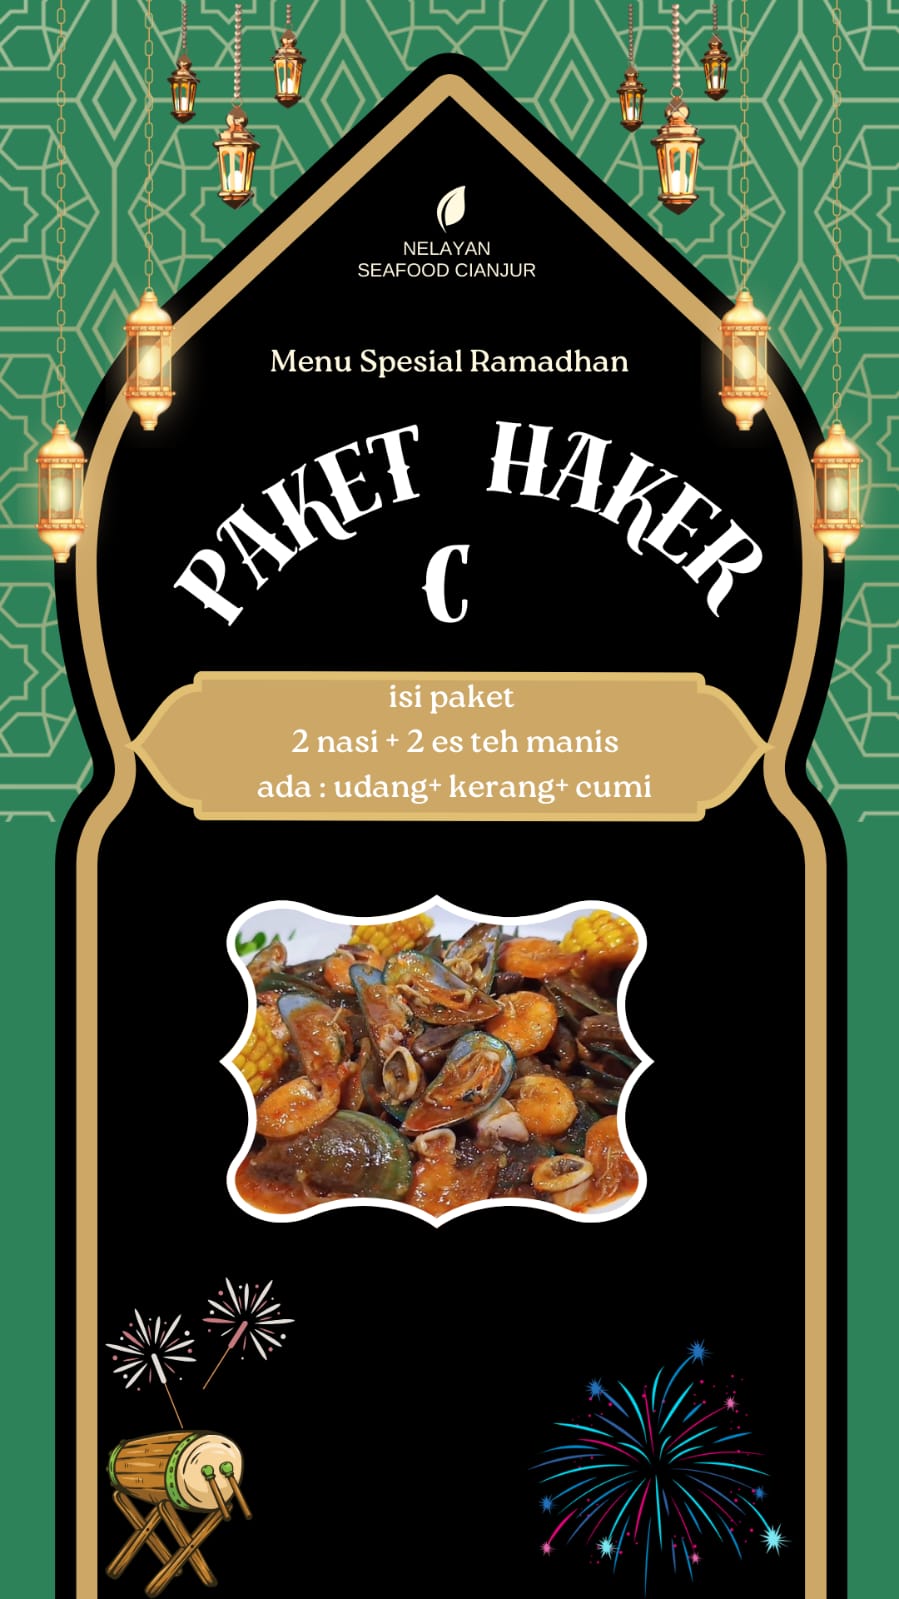 NELAYAN
SEAFOOD CIANJUR
Menu Spesial Ramadhan
PAKET HAKER
C
isi paket
2 nasi + 2 es teh manis
ada : udang+ kerang+ cumi